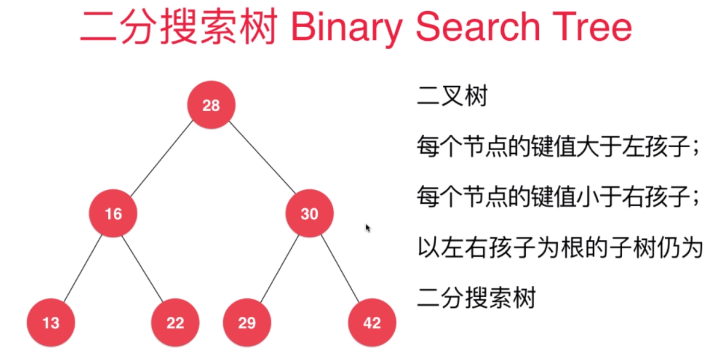 二分搜索树 Binary Search Tree
28
二叉树
每个节点的键值大于左孩子；
每个节点的键值小于右孩子；
16
30
以左右孩子为根的子树仍为
二分搜索树
13
22
29
42